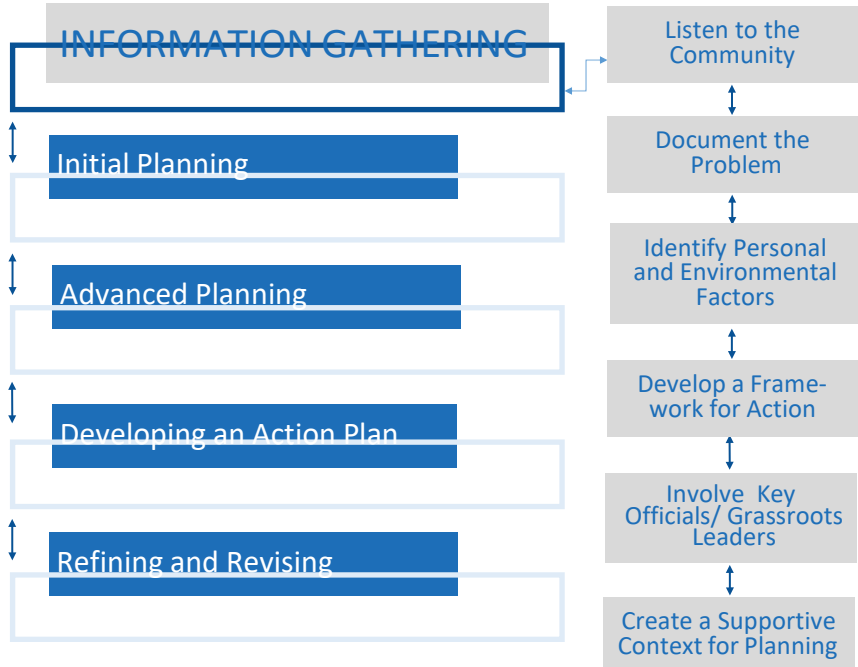 INFORMATION GATHERING
Initial Planning
Advanced Planning
Developing an Action Plan
Refining and Revising
Listen to the
Community
Document the
Problem
Identify Personal
and Environmental
Factors
Develop a Frame-
work for Action
Involve  Key
Officials/ Grassroots
Leaders
Create a Supportive
Context for Planning